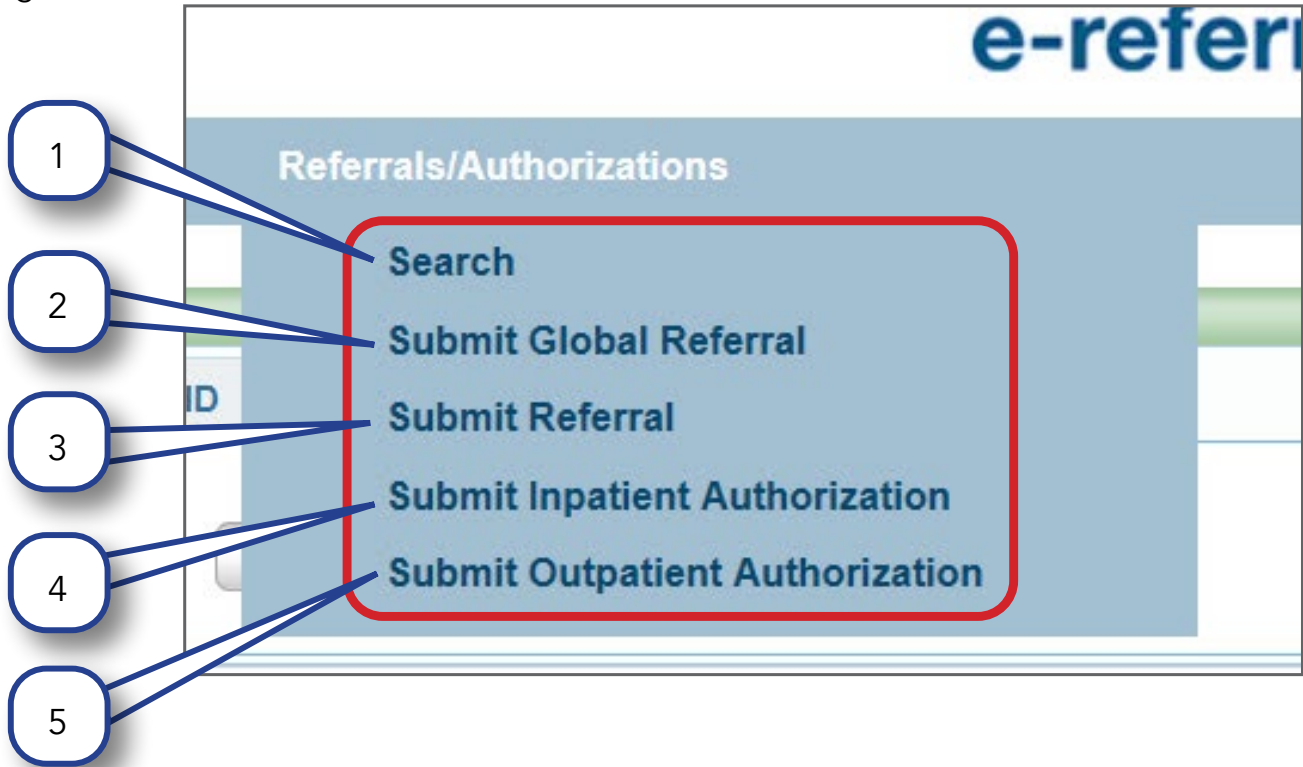 e-referr
Referrals/Authorizations
1
Search
2
Submit Global Referral
ID
3
Submit Referral
4
Submit Inpatient Authorization
5
Submit Outpatient Authorization